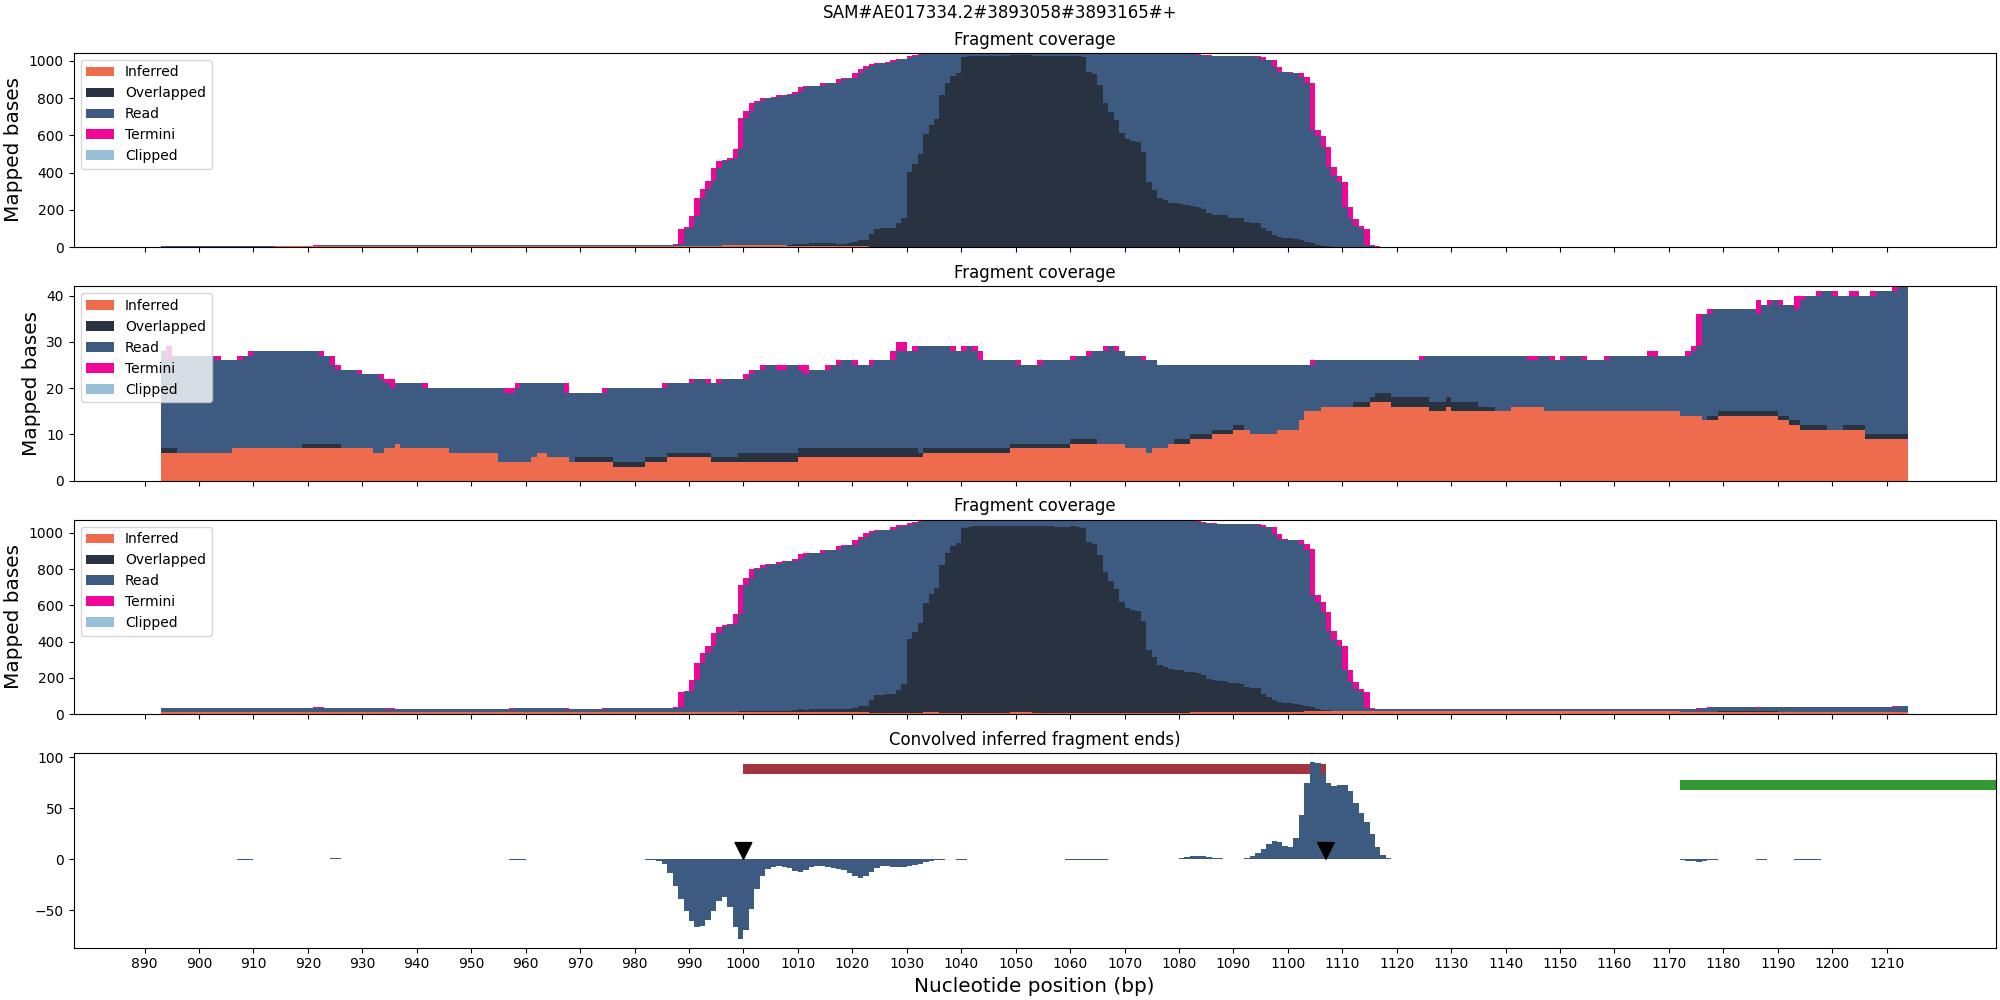 SAM#AE017334.2#3893058#3893165#+
Fragment coverage
Mapped bases
1000
800
600
400
200
0
Inferred
Overlapped
Read
Termini
Clipped
Fragment coverage
Mapped bases
40
30
20
10
0
Inferred
Overlapped
Read
Termini
Clipped
Fragment coverage
Mapped bases
1000
800
600
400
200
0
Inferred
Overlapped
Read
Termini
Clipped
Convolved inferred fragment ends)
100
50
0
−50
890 900 910 920 930 940 950 960 970 980 990 1000 1010 1020 1030 1040 1050 1060 1070 1080 1090 1100 1110 1120 1130 1140 1150 1160 1170 1180 1190 1200 1210
Nucleotide position (bp)